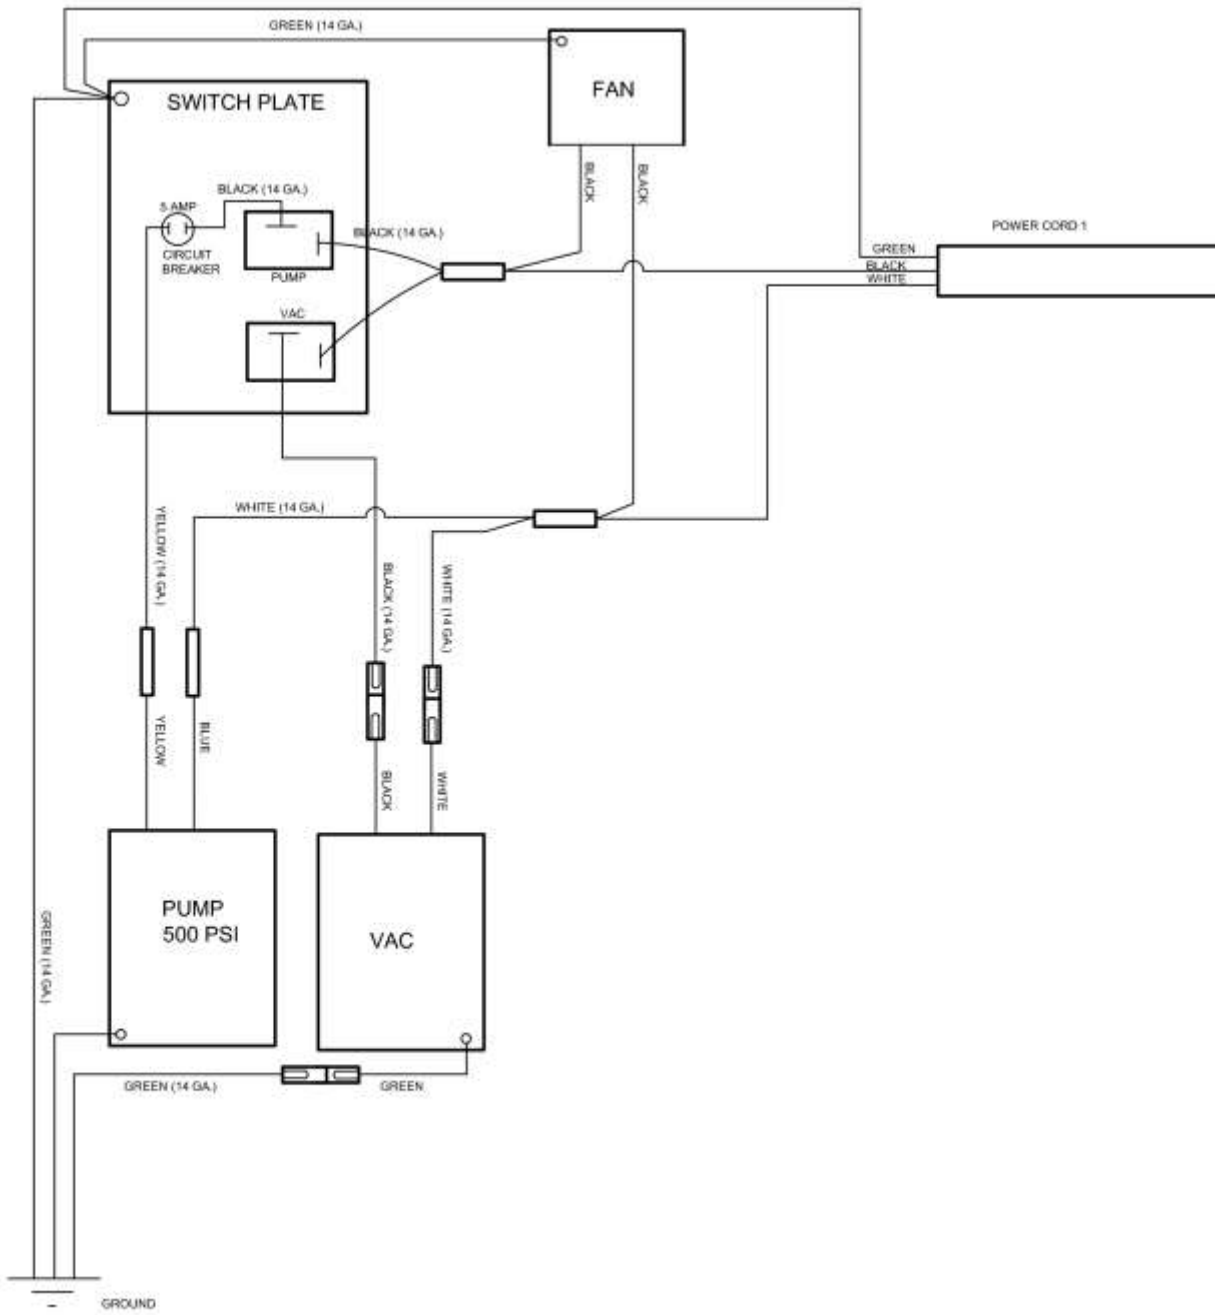 GREEN (14 GA.)
FAN
SWITCH PLATE
BLACK
BLACK
BLACK (14 GA.)
5 AMP
CIRCUIT
BREAKER
PUMP
BLACK (14 GA.)
VAC
POWER CORD 1
GREEN
BLACK
WHITE
WHITE (14 GA.)
YELLOW (14 GA.)
BLACK (14 GA.)
WHITE (14 GA.)
YELLOW
BLUE
BLACK
WHITE
PUMP
500 PSI
VAC
GREEN (14 GA.)
GREEN (14 GA.)
GREEN
GROUND